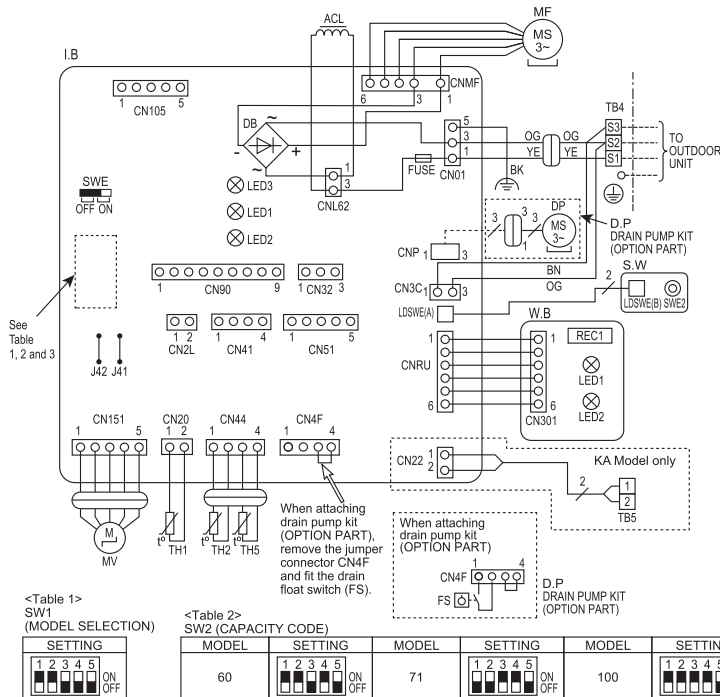 MF
MS
3~
ACL
I.B
CNMF
6 3 1
1 5
CN105
DB
~
- +
~
5
3
1
FUSE
CN01
OG OG
YE YE
BK
TB4
S3
S2
S1
TO
OUTDOOR
UNIT
SWE
OFF ON
LED3
LED1
LED2
1
3
CNL62
DP
3 3 3
1
MS
3~
D.P
DRAIN PUMP KIT
(OPTION PART)
CNP 1 3
BN
OG
CN3C 1 3
LDSWE(A)
2
S.W
LDSWE(B) SWE2
1 9
CN90
1 CN32 3
See
Table
1, 2 and 3
1 2
CN2L
1 4
CN41
1 5
CN51
J42 J41
W.B
REC1
LED1
LED2
1 1
CNRU
6 6
CN301
CN151
1 5
CN20
1 2
CN44
1 4
CN4F
1 4
CN22 1
2
KA Model only
2
1
2
TB5
M
MV
t° TH1
t° TH2
t° TH5
When attaching
drain pump kit
(OPTION PART),
remove the jumper
connector CN4F
and fit the drain
float switch (FS).
When attaching
drain pump kit
(OPTION PART)
1 4
CN4F
FS
D.P
DRAIN PUMP KIT
(OPTION PART)
<Table 1>
SW1
(MODEL SELECTION)
SETTING
1 2 3 4 5
ON
OFF
<Table 2>
SW2 (CAPACITY CODE)
MODEL SETTING MODEL SETTING MODEL SETTIN
60 1 2 3 4 5 ON OFF 71 1 2 3 4 5 ON OFF 100 1 2 3 4 5